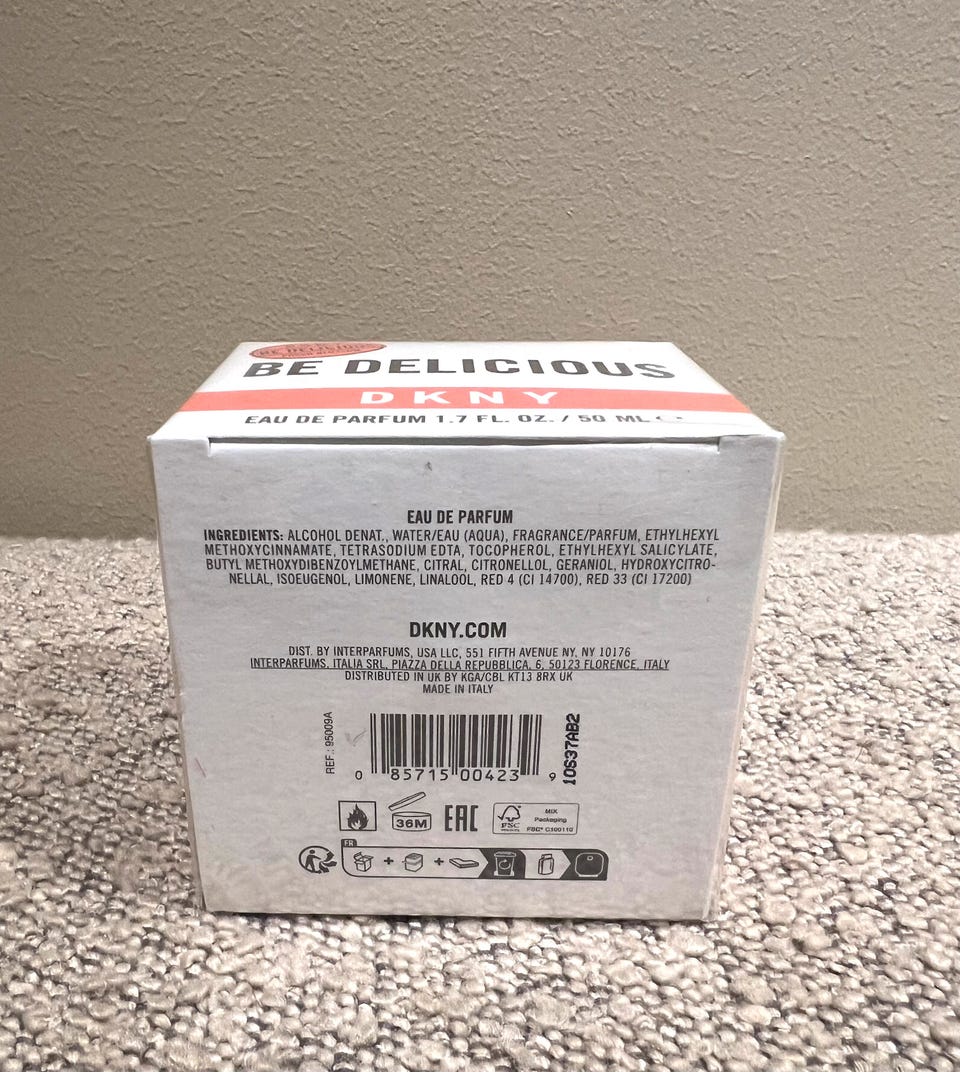 BE DELICIOUS
BE DELICIOUS
DKNY
EAU DE PARFUM 1.7 FL. OZ. / 50 ML
EAU DE PARFUM
INGREDIENTS: ALCOHOL DENAT., WATER/EAU (AQUA), FRAGRANCE/PARFUM, ETHYLHEXYL
METHOXYCINNAMATE, TETRASODIUM EDTA, TOCOPHEROL, ETHYLHEXYL SALICYLATE,
BUTYL METHOXYDIBENZOYLMETHANE, CITRAL, CITRONELLOL, GERANIOL, HYDROXYCITRO-
NELLAL, ISOEUGENOL, LIMONENE, LINALOOL, RED 4 (CI 14700), RED 33 (CI 17200)
DKNY.COM
DIST. BY INTERPARFUMS, USA LLC, 551 FIFTH AVENUE NY, NY 10176
INTERPARFUMS, ITALIA SRL, PIAZZA DELLA REPUBBLICA, 6, 50123 FLORENCE, ITALY
DISTRIBUTED IN UK BY KGA/CBL KT13 8RX UK
MADE IN ITALY
REF.: 95009A
0 85715 00423 9
10637AB2
36M
EAC
FSC
MIX
Packaging
FSC® C100110
FR